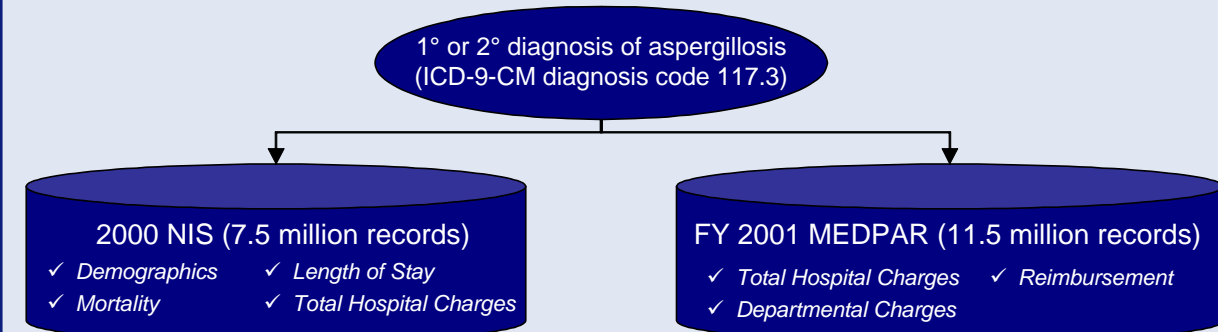 1° or 2° diagnosis of aspergillosis
(ICD-9-CM diagnosis code 117.3)
2000 NIS (7.5 million records)
✓ Demographics ✓ Length of Stay
✓ Mortality ✓ Total Hospital Charges
FY 2001 MEDPAR (11.5 million records)
✓ Total Hospital Charges ✓ Reimbursement
✓ Departmental Charges